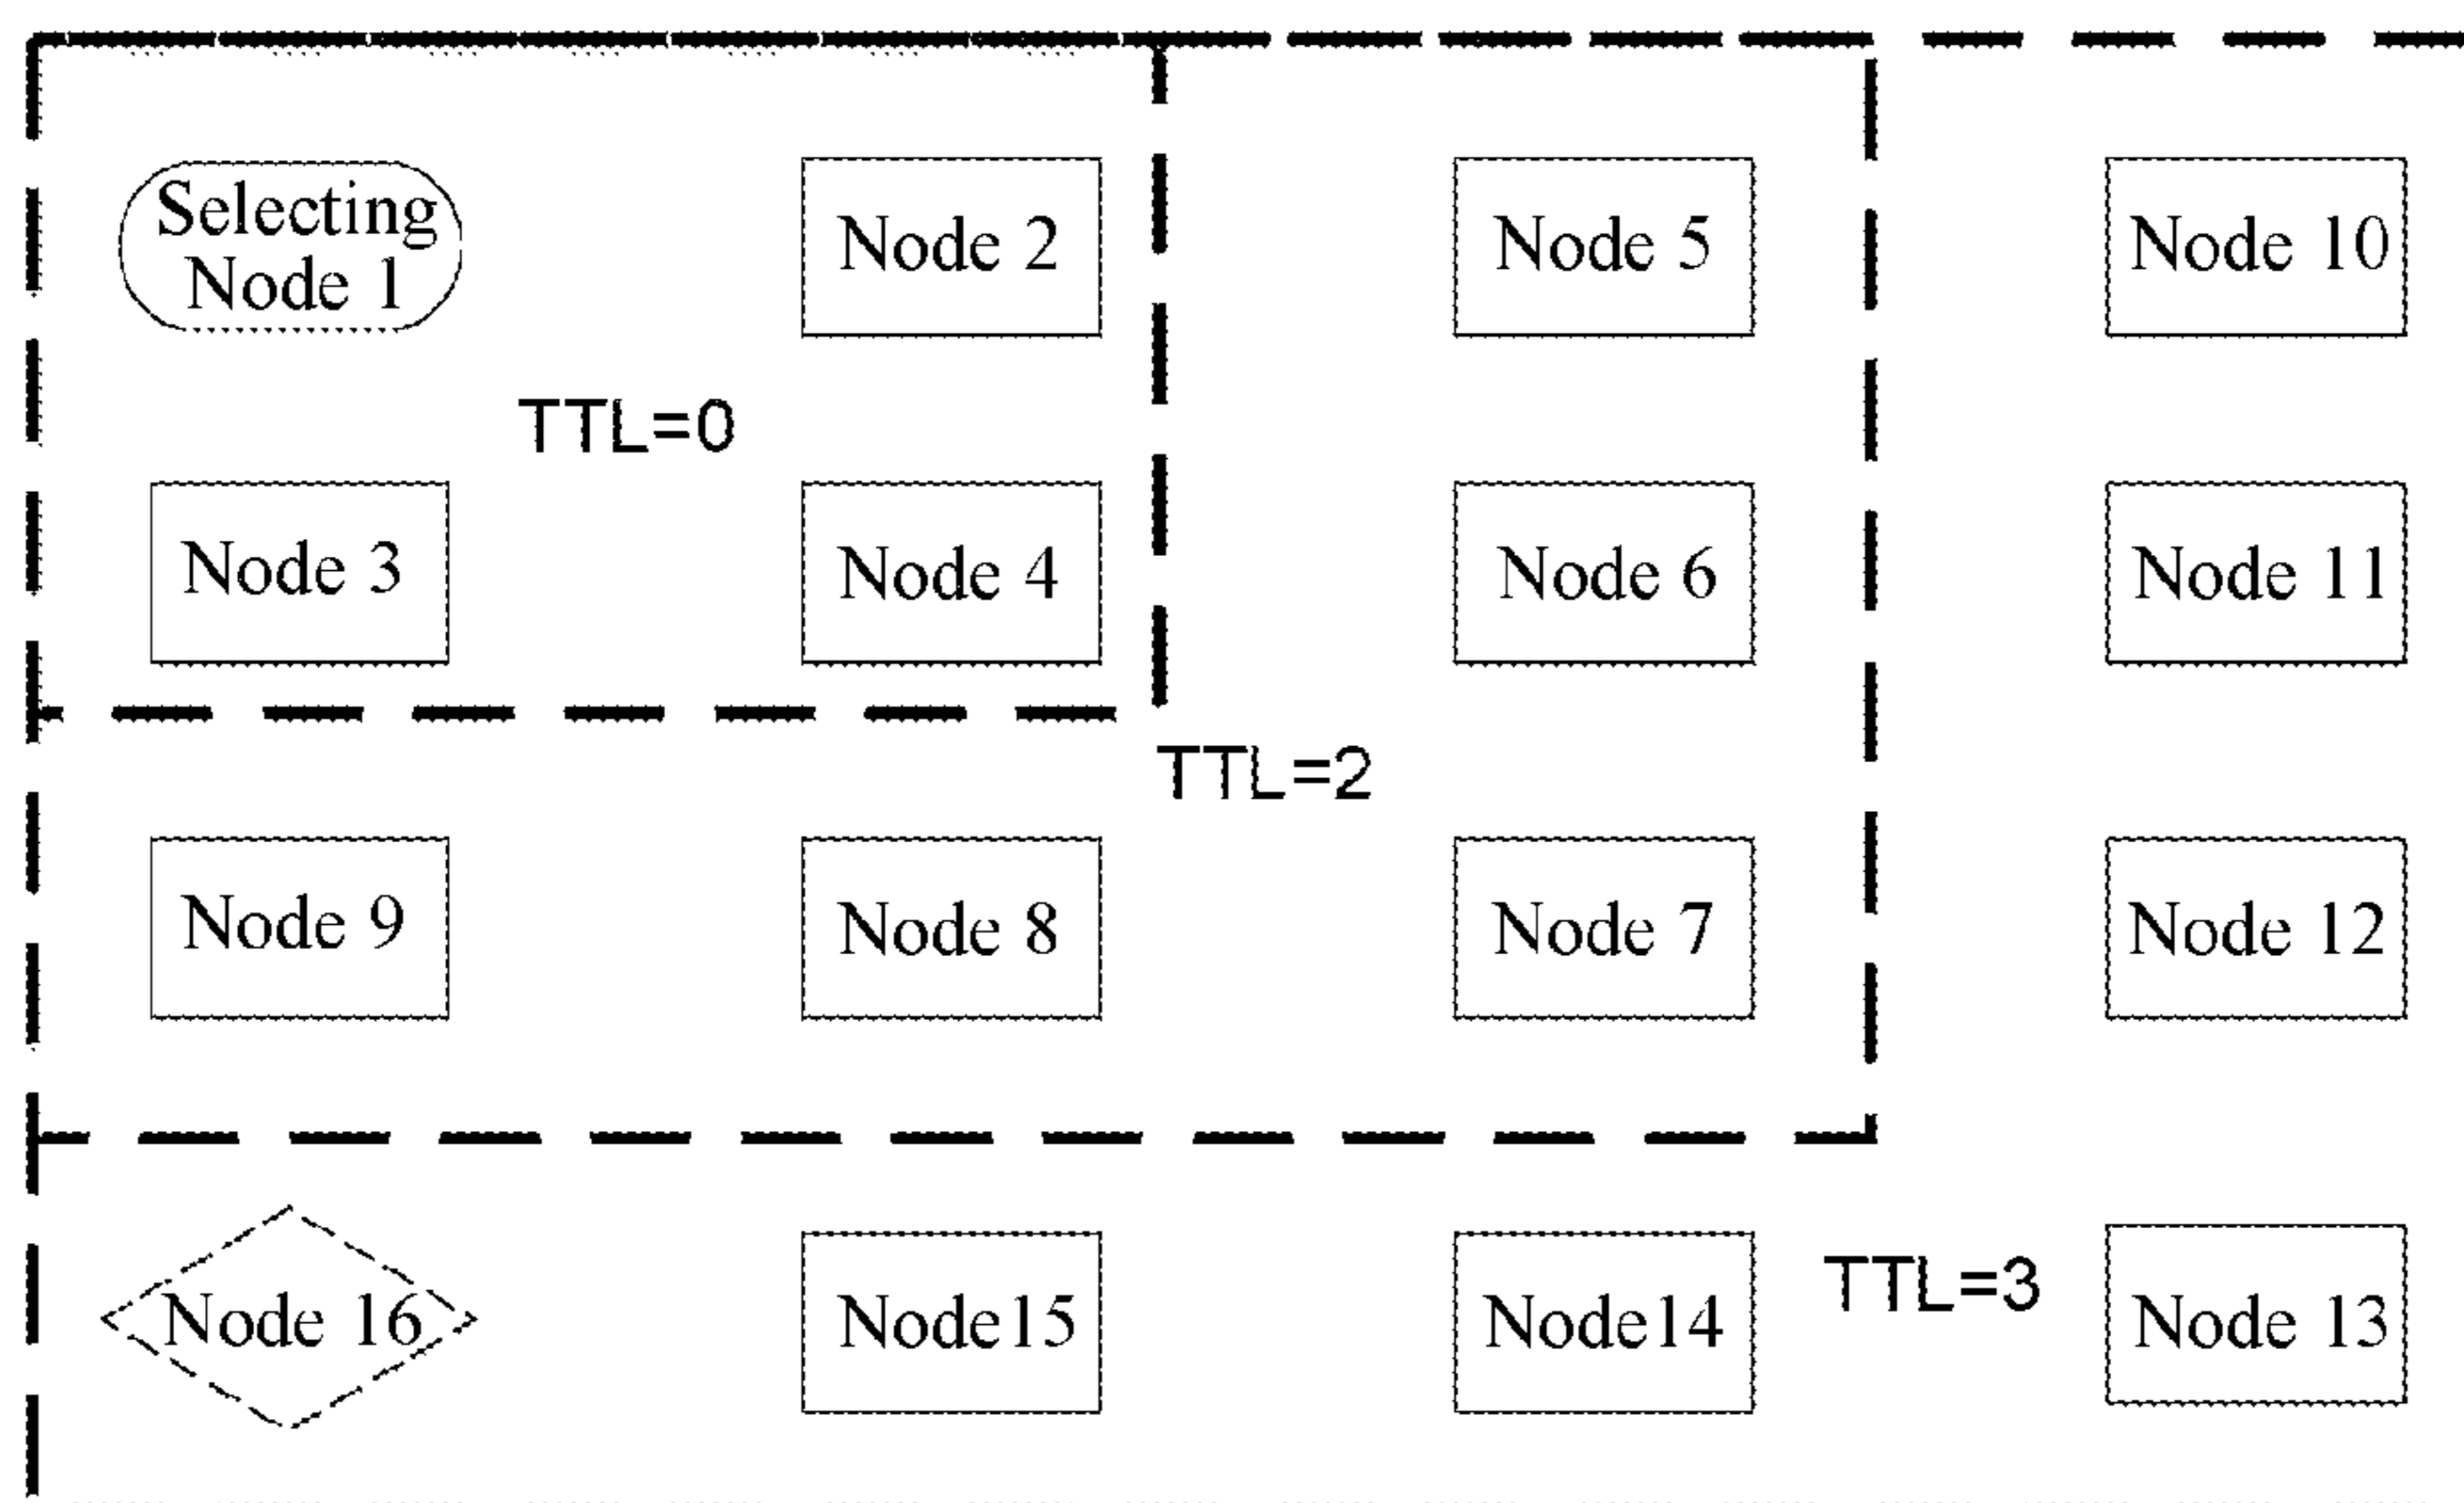 Selecting
Node 1
Node 2
Node 5
Node 10
TTL=0
Node 3
Node 4
Node 6
Node 11
TTL=2
Node 9
Node 8
Node 7
Node 12
Node 16
Node15
Node14
TTL=3
Node 13